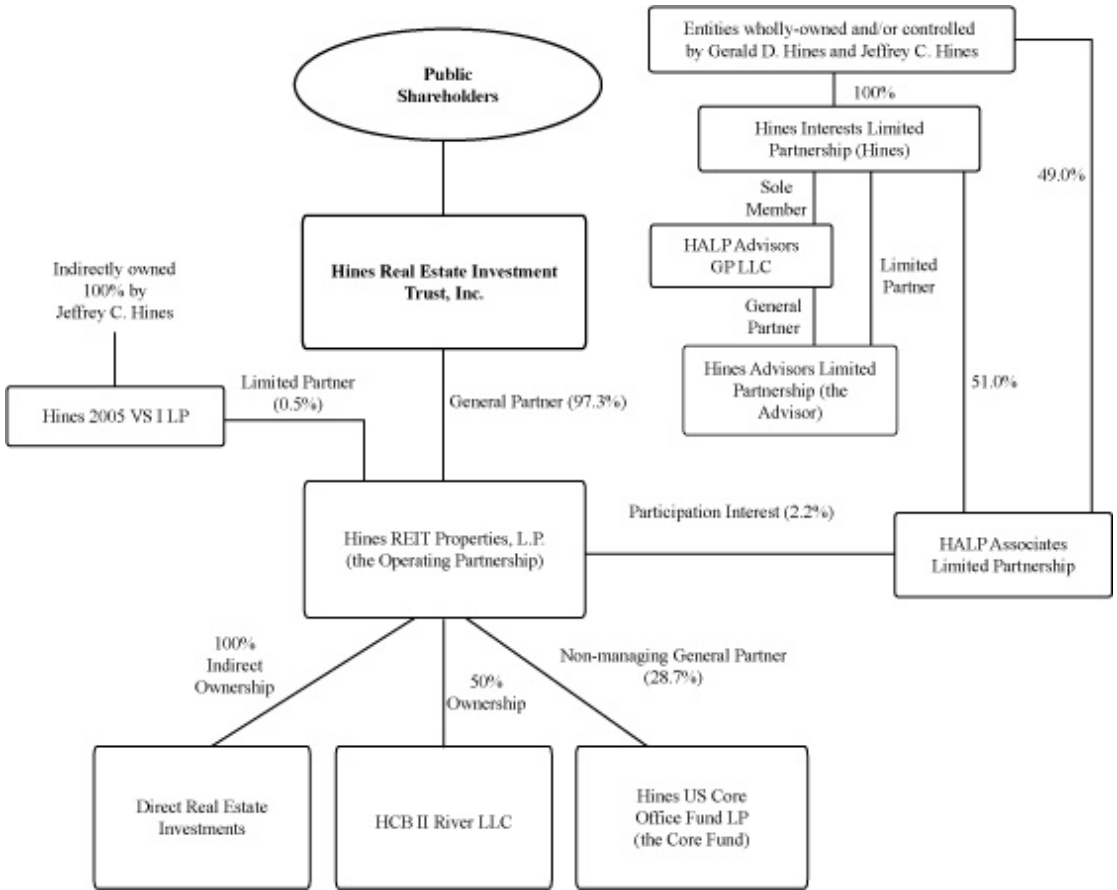 Entities wholly-owned and/or controlled
by Gerald D. Hines and Jeffrey C. Hines
Public
Shareholders
100%
Hines Interests Limited
Partnership (Hines)
49.0%
Sole
Member
HALP Advisors
GP LLC
Limited
Partner
Indirectly owned
100% by
Jeffrey C. Hines
Hines Real Estate Investment
Trust, Inc.
General
Partner
Hines Advisors Limited
Partnership (the
Advisor)
51.0%
Limited Partner
(0.5%)
General Partner (97.3%)
Hines 2005 VS I LP
Participation Interest (2.2%)
Hines REIT Properties, L.P.
(the Operating Partnership)
HALP Associates
Limited Partnership
100%
Indirect
Ownership
50%
Ownership
Non-managing General Partner
(28.7%)
Direct Real Estate
Investments
HCB II River LLC
Hines US Core
Office Fund LP
(the Core Fund)